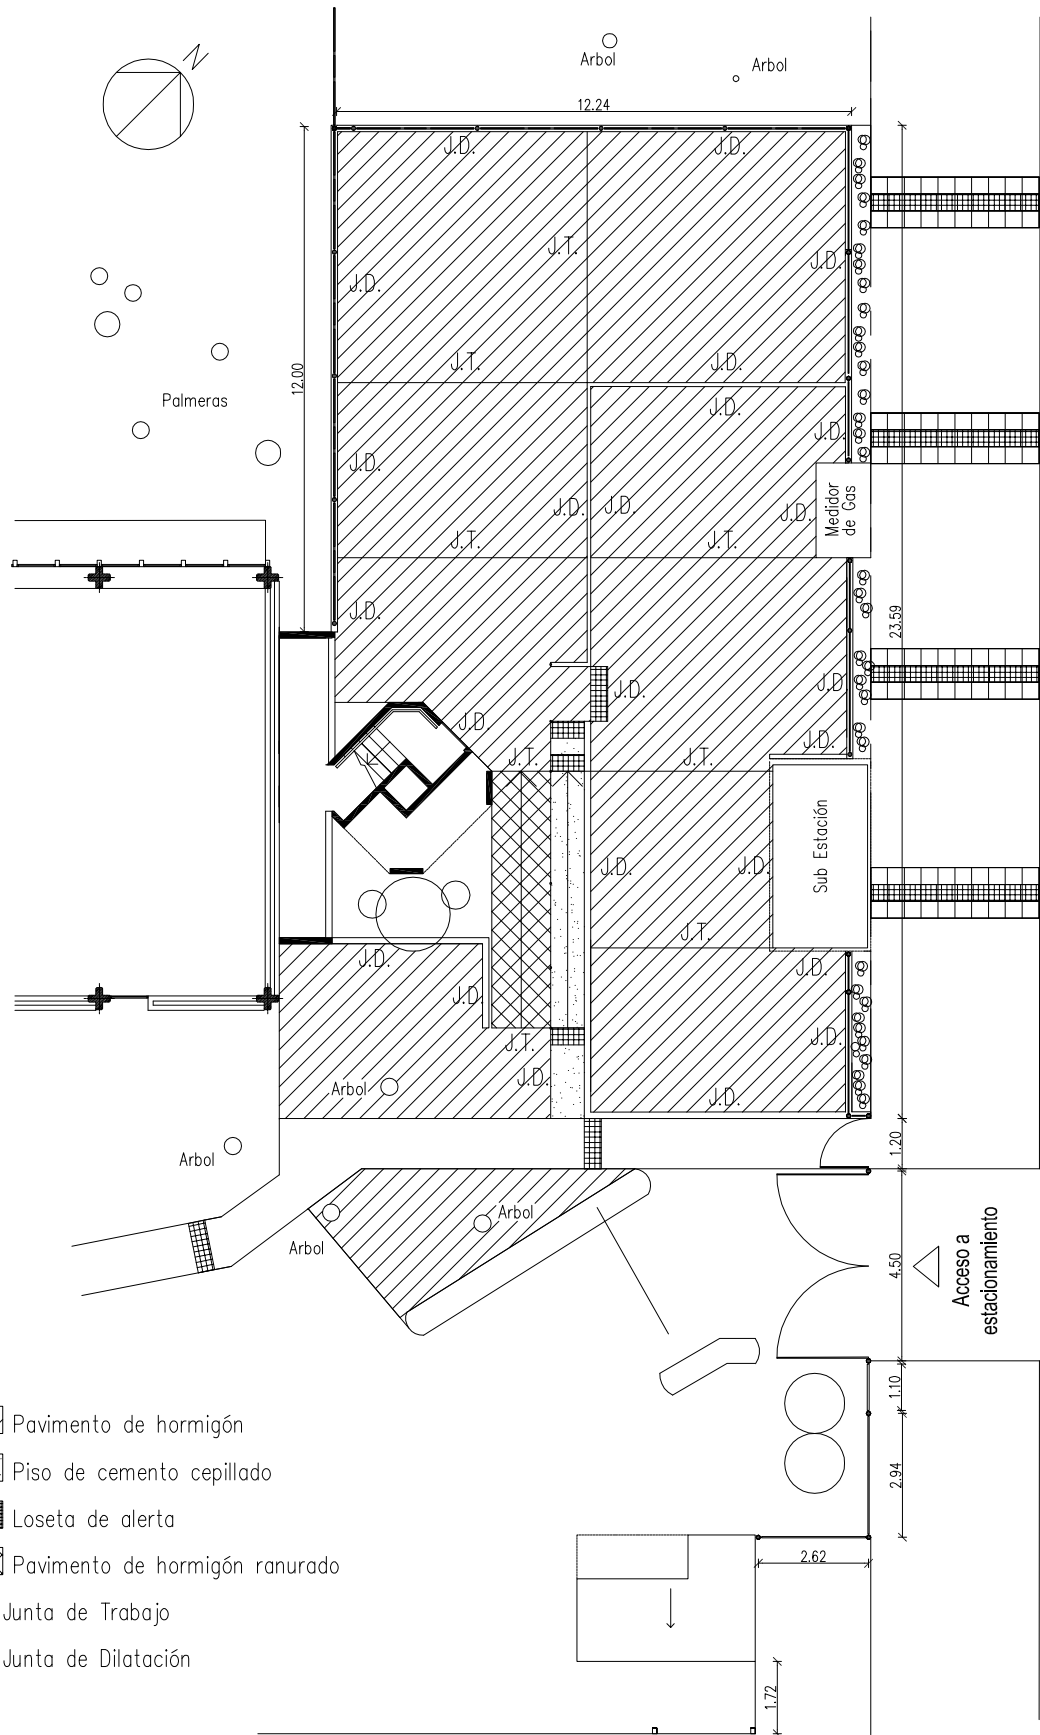 N
Arbol
Arbol
12.24
J.D.
J.D.
J.T.
J.D.
J.D.
12.00
J.T.
J.D.
Palmeras
J.D.
J.D.
J.D.
J.D.
J.D.
J.D.
Medidor
de Gas
J.T.
J.T.
J.D.
23.59
J.D.
J.D.
J.D.
J.D.
J.T.
J.T.
Sub Estación
J.D.
J.D.
J.T.
J.D.
J.D.
J.D.
J.D.
J.T.
J.D.
J.D.
Arbol
Arbol
1.20
Arbol
Arbol
4.50
Acceso a
estacionamiento
1.10
2.94
2.62
1.72
Pavimento de hormigón
Piso de cemento cepillado
Loseta de alerta
Pavimento de hormigón ranurado
Junta de Trabajo
Junta de Dilatación